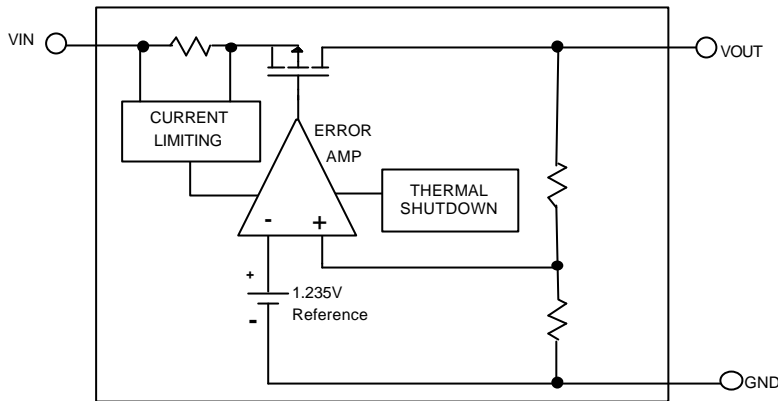 VIN
VOUT
CURRENT
LIMITING
ERROR
AMP
THERMAL
SHUTDOWN
- +
+
1.235V
Reference
-
GND